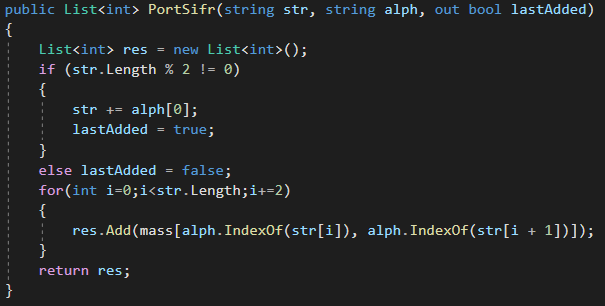 public List<int> PortSifr(string str, string alph, out bool lastAdded)
{
List<int> res = new List<int>();
if (str.Length % 2 != 0)
{
str += alph[0];
lastAdded = true;
}
else lastAdded = false;
for(int i=0;i<str.Length;i+=2)
{
res.Add(mass[alph.IndexOf(str[i]), alph.IndexOf(str[i + 1])]);
}
return res;
}